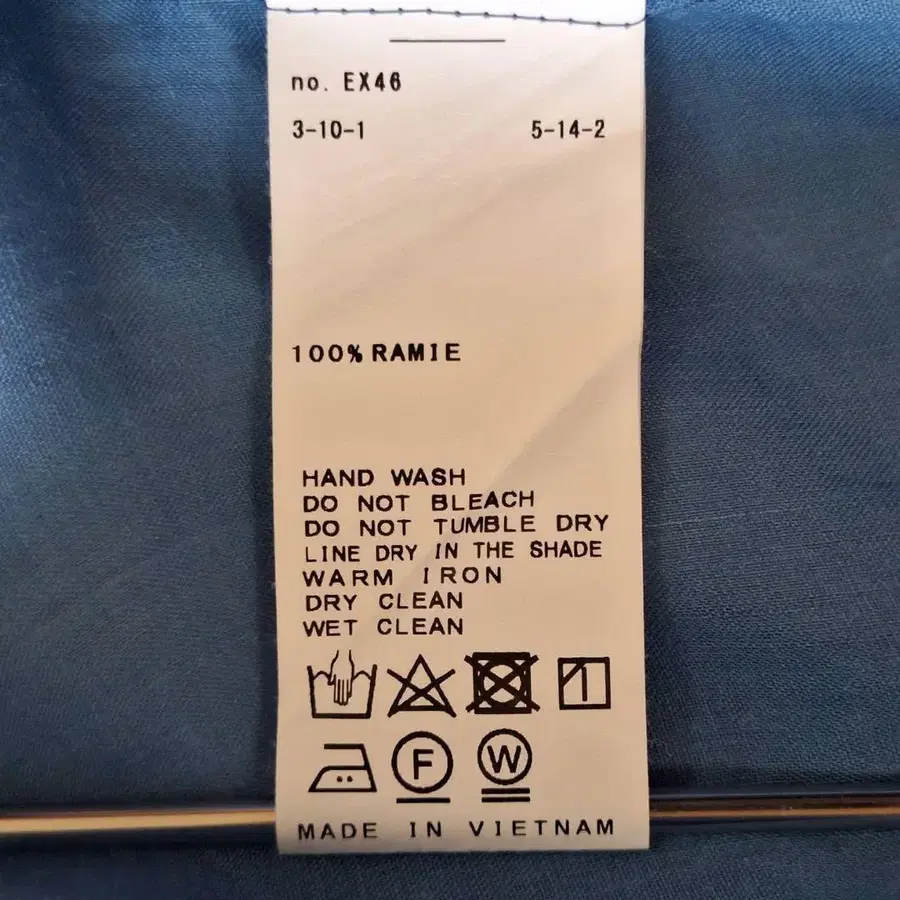 no. EX46
3-10-1 5-14-2
100% RAMIE
HAND WASH
DO NOT BLEACH
DO NOT TUMBLE DRY
LINE DRY IN THE SHADE
WARM IRON
DRY CLEAN
WET CLEAN
F W
MADE IN VIETNAM